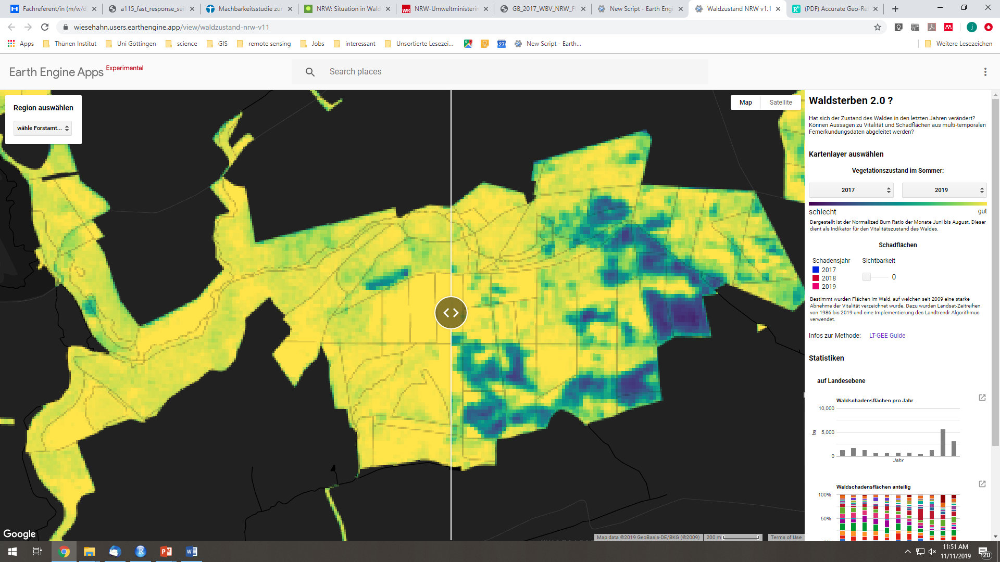 Fachreferent/in (m/w/d)
a115_fast_response_sei
Machbarkeitsstudie zur
NRW: Situation in Wäld
NRW-Umweltministerin
GB_2017_WBV_NRW_F
New Script - Earth Engi
Waldzustand NRW v1.1
(PDF) Accurate Geo-Re
wiesehahn.users.earthengine.app/view/waldzustand-nrw-v11
Apps
Thünen Institut
Uni Göttingen
science
GIS
remote sensing
Jobs
interessant
Unsortierte Lesezei...
27
New Script - Earth...
Weitere Lesezeichen
Earth Engine Apps Experimental
Search places
Region auswählen
wähle Forstamt...
Map
Satellite
Waldsterben 2.0 ?
Hat sich der Zustand des Waldes in den letzten Jahren verändert?
Können Aussagen zu Vitalität und Schadflächen aus multi-temporalen
Fernerkundungsdaten abgeleitet werden?
Kartenlayer auswählen
Vegetationszustand im Sommer:
2017
2019
schlecht
gut
Dargestellt ist der Normalized Burn Ratio der Monate Juni bis August. Dieser
dient als Indikator für den Vitalitätszustand des Waldes.
Schadflächen
Schadensjahr
Sichtbarkeit
2017
2018
2019
0
Bestimmt wurden Flächen im Wald, auf welchen seit 2009 eine starke
Abnahme der Vitalität verzeichnet wurde. Dazu wurden Landsat-Zeitreihen
von 1986 bis 2019 und eine Implementierung des Landtrendr Algorithmus
verwendet.
Infos zur Methode: LT-GEE Guide
Statistiken
auf Landesebene
Waldschadensflächen pro Jahr
10,000
5,000
0
ha
Jahr
Waldschadensflächen anteilig
100%
50%
Google
Map data ©2019 GeoBasis-DE/BKG (©2009)
200 m
Terms of Use
11:51 AM
11/11/2019
20